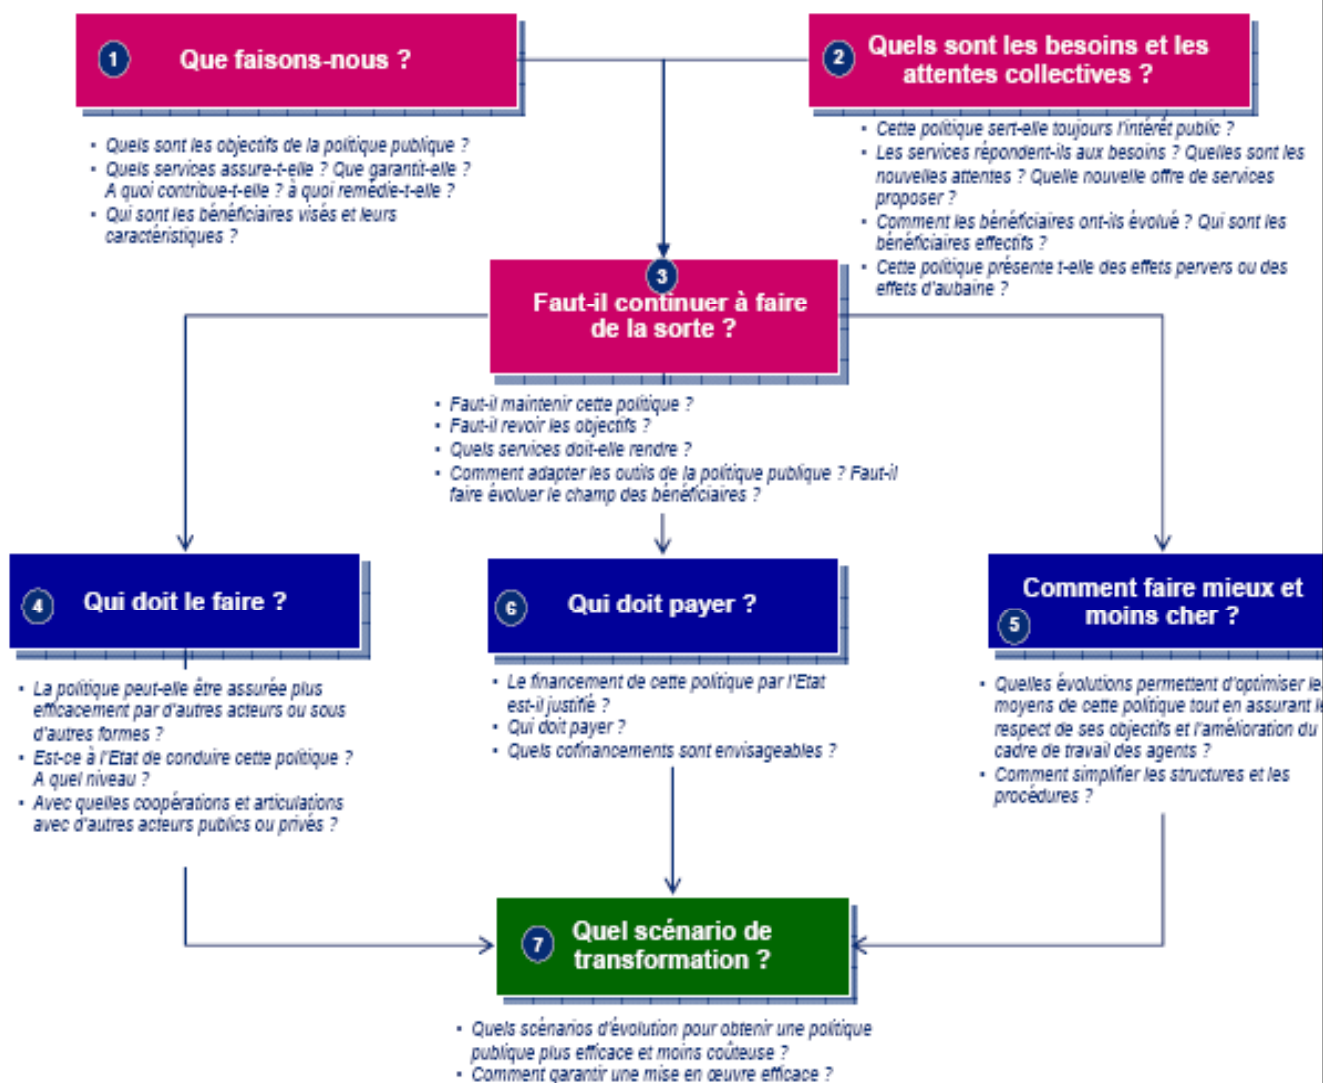 1
Que faisons-nous ?
• Quels sont les objectifs de la politique publique ?
• Quels services assure-t-elle ? Que garantit-elle ?
A quoi contribue-t-elle ? à quoi remédie-t-elle ?
• Qui sont les bénéficiaires visés et leurs
caractéristiques ?
2
Quels sont les besoins et les
attentes collectives ?
• Cette politique sert-elle toujours l'intérêt public ?
• Les services répondent-ils aux besoins ? Quelles sont les
nouvelles attentes ? Quelle nouvelle offre de services
proposer ?
• Comment les bénéficiaires ont-ils évolué ? Qui sont les
bénéficiaires effectifs ?
• Cette politique présente t-elle des effets pervers ou des
effets d'aubaine ?
3
Faut-il continuer à faire
de la sorte ?
• Faut-il maintenir cette politique ?
• Faut-il revoir les objectifs ?
• Quels services doit-elle rendre ?
• Comment adapter les outils de la politique publique ? Faut-il
faire évoluer le champ des bénéficiaires ?
4
Qui doit le faire ?
• La politique peut-elle être assurée plus
efficacement par d'autres acteurs ou sous
d'autres formes ?
• Est-ce à l'Etat de conduire cette politique ?
A quel niveau ?
• Avec quelles coopérations et articulations
avec d'autres acteurs publics ou privés ?
6
Qui doit payer ?
• Le financement de cette politique par l'Etat
est-il justifié ?
• Qui doit payer ?
• Quels cofinancements sont envisageables ?
Comment faire mieux et
moins cher ?
5
• Quelles évolutions permettent d'optimiser les
moyens de cette politique tout en assurant le
respect de ses objectifs et l'amélioration du
cadre de travail des agents ?
• Comment simplifier les structures et les
procédures ?
7
Quel scénario de
transformation ?
• Quels scénarios d'évolution pour obtenir une politique
publique plus efficace et moins coûteuse ?
• Comment garantir une mise en œuvre efficace ?